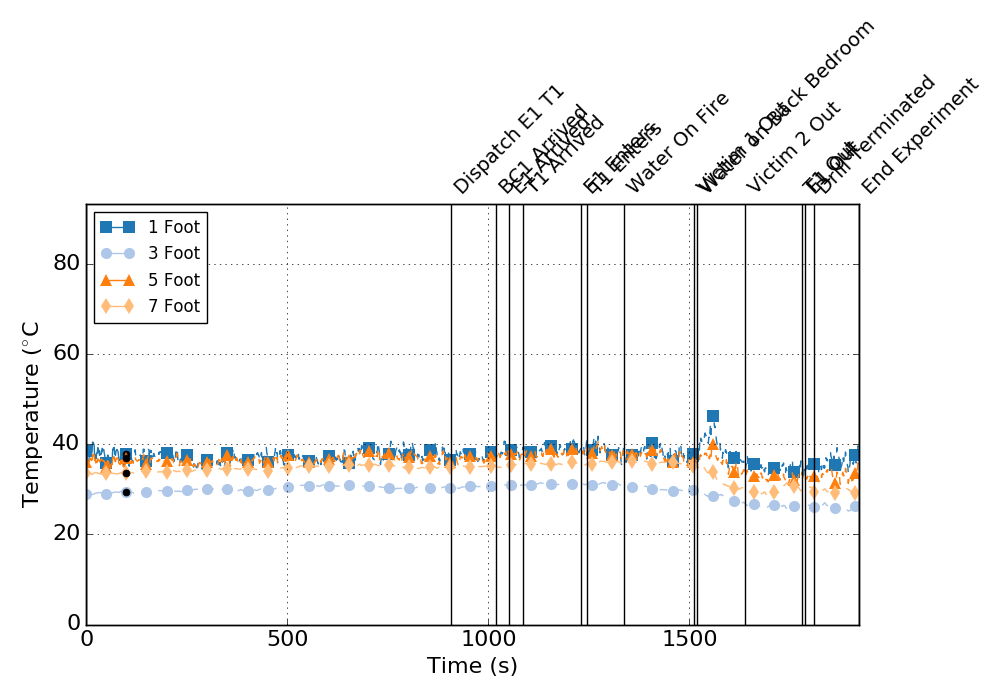 Dispatch E1 T1
BC1 Arrived
E1 Arrived
T1 Arrived
E1 Enters
T1 Enters
Water On Fire
Victim 1 Out
Water on Back Bedroom
Victim 2 Out
E1 Out
T1 Out
Drill Terminated
End Experiment
1 Foot
3 Foot
5 Foot
7 Foot
Temperature (°C
80
60
40
20
0
0 500 1000 1500
Time (s)